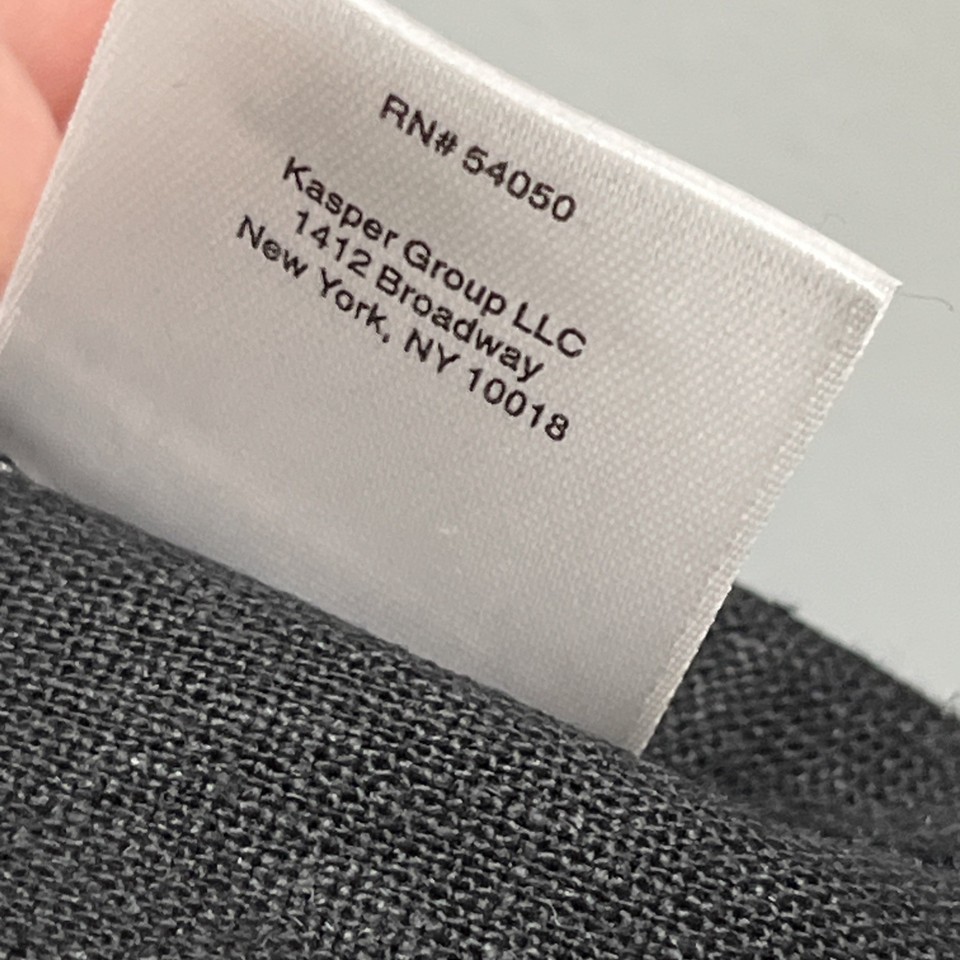 RN# 54050
Kasper Group LLC
1412 Broadway
New York, NY 10018